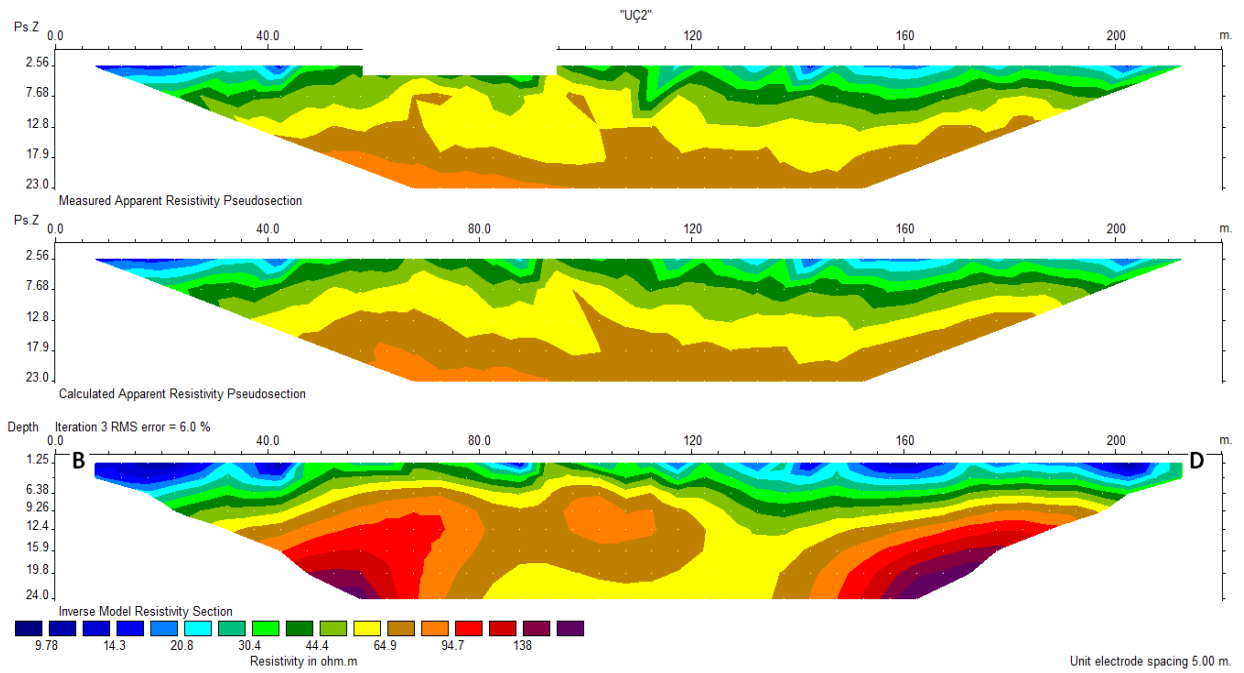 "UÇ2"
Ps.Z 0.0 40.0 120 160 200 m.
2.56
7.68
12.8
17.9
23.0
Measured Apparent Resistivity Pseudosection
Ps.Z 0.0 40.0 80.0 120 160 200 m.
2.56
7.68
12.8
17.9
23.0
Calculated Apparent Resistivity Pseudosection
Depth Iteration 3 RMS error = 6.0 %
0.0 40.0 80.0 120 160 200 m.
B D
1.25
6.38
9.26
12.4
15.9
19.8
24.0
Inverse Model Resistivity Section
9.78 14.3 20.8 30.4 44.4 64.9 94.7 138
Resistivity in ohm.m Unit electrode spacing 5.00 m.